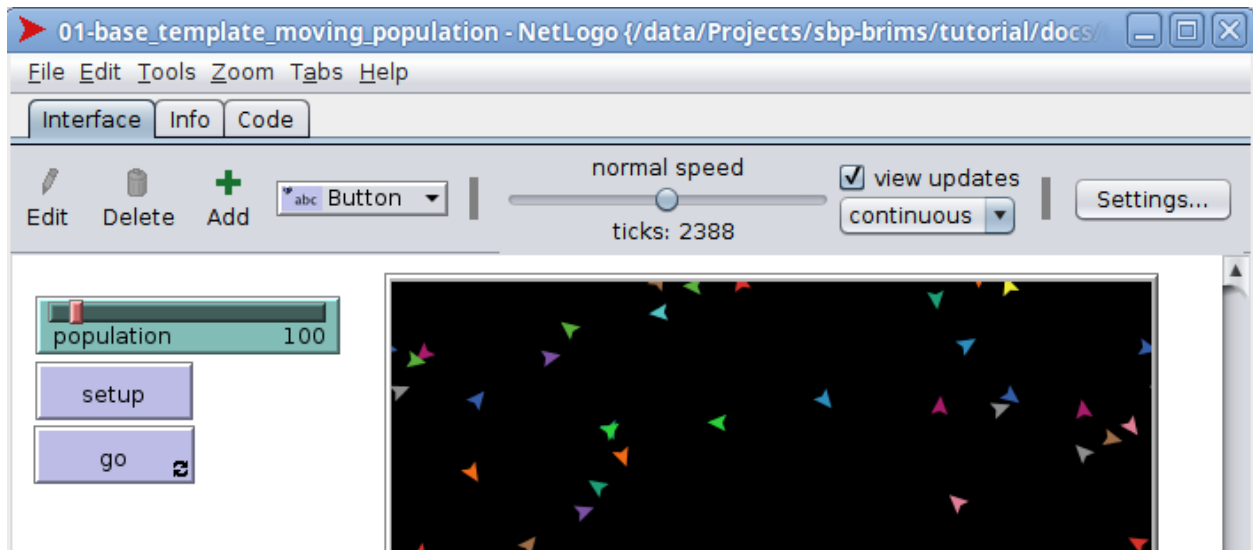 01-base_template_moving_population - NetLogo {/data/Projects/sbp-brims/tutorial/docs/
File Edit Tools Zoom Tabs Help
Interface Info Code
Edit Delete Add
abc Button
normal speed
ticks: 2388
view updates
continuous
Settings...
population 100
setup
go